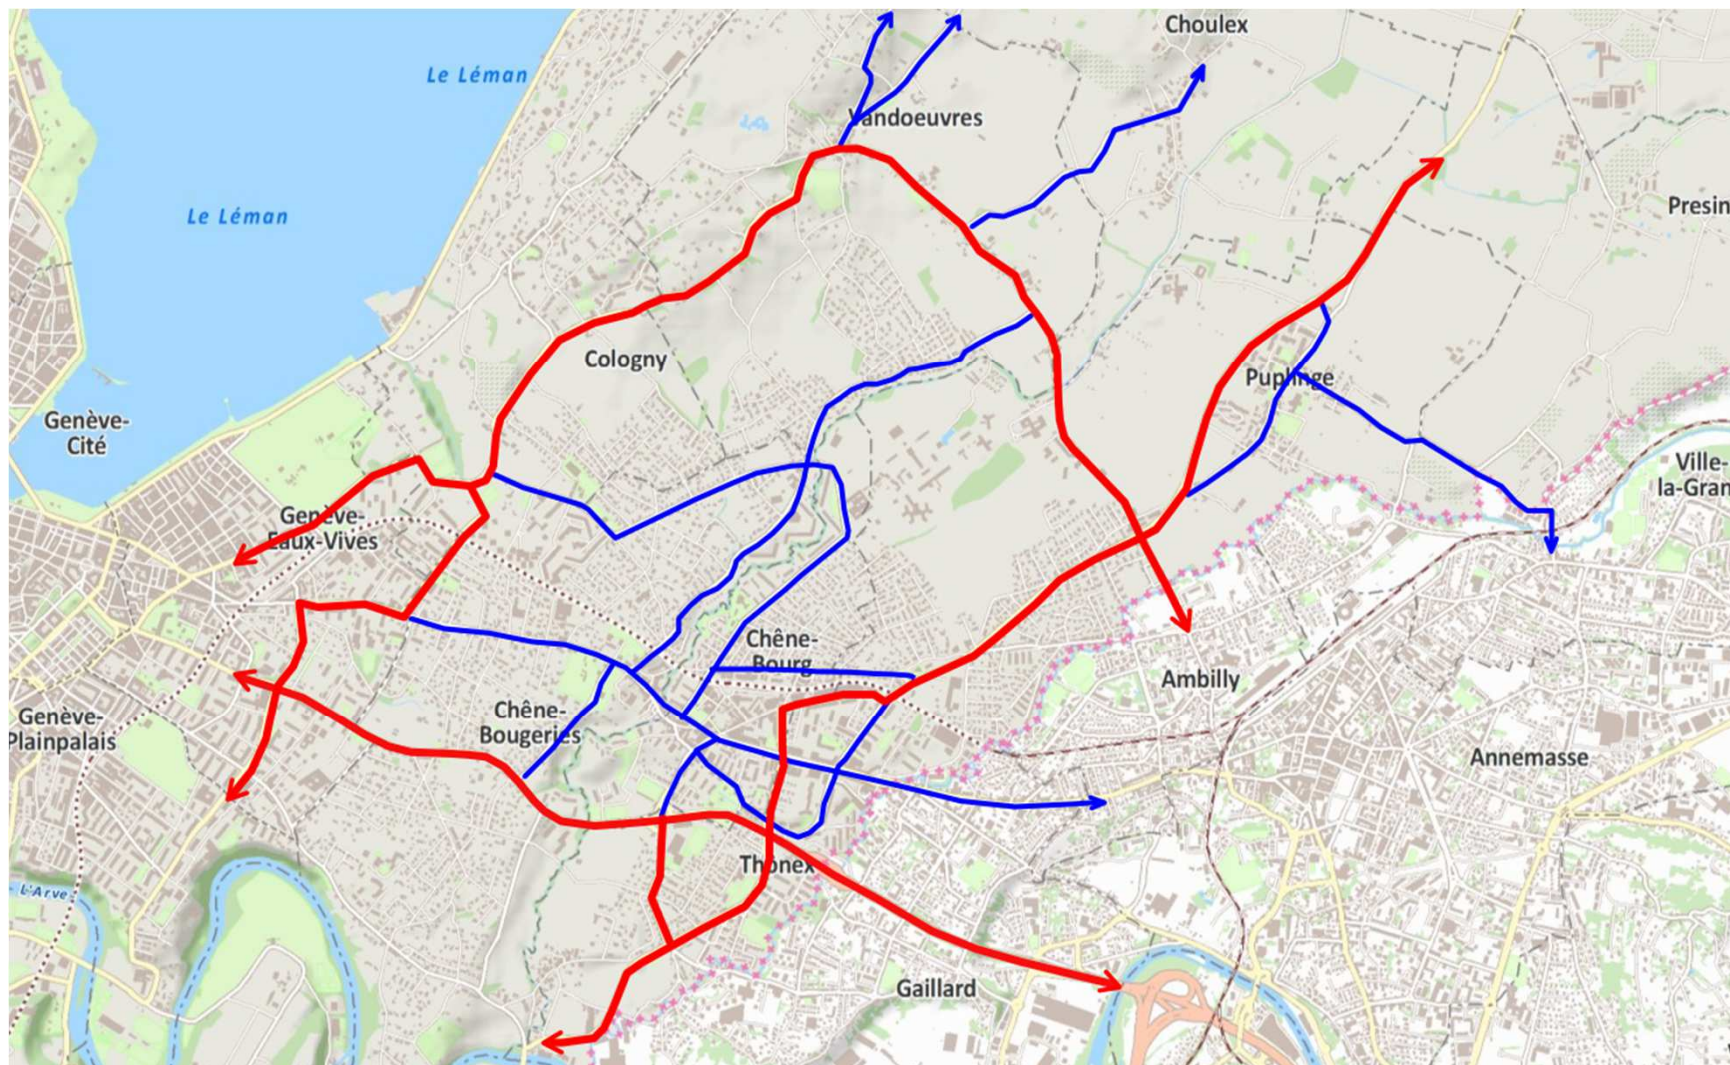 Choulex
Le Léman
Vandoeuvres
Le Léman
Presin
Cologny
Puplinge
Genève-
Cité
Ville-
la-Gran
Genève-
Eaux-Vives
Chêne-
Bourg
Ambilly
Chêne-
Bougeries
Genève-
Plainpalais
Annemasse
Thônex
L'Arve
Gaillard